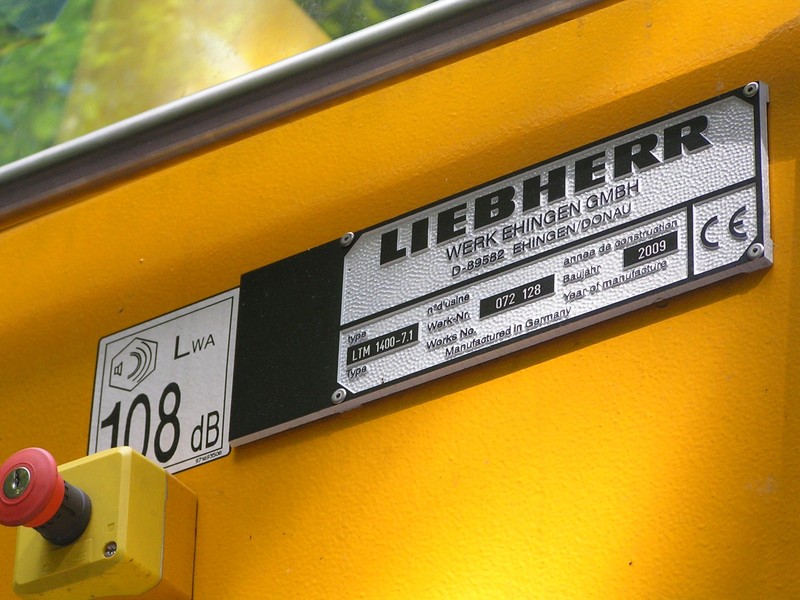 LIEBHERR
WERK EHINGEN GMBH
D-89582 EHINGEN/DONAU
CE
type
LTM 1400-7.1
Type
n°d'usine
Werk-Nr.
Works No.
072 128
année de construction
Baujahr
Year of manufacture
2009
Manufactured in Germany
LWA
108 dB